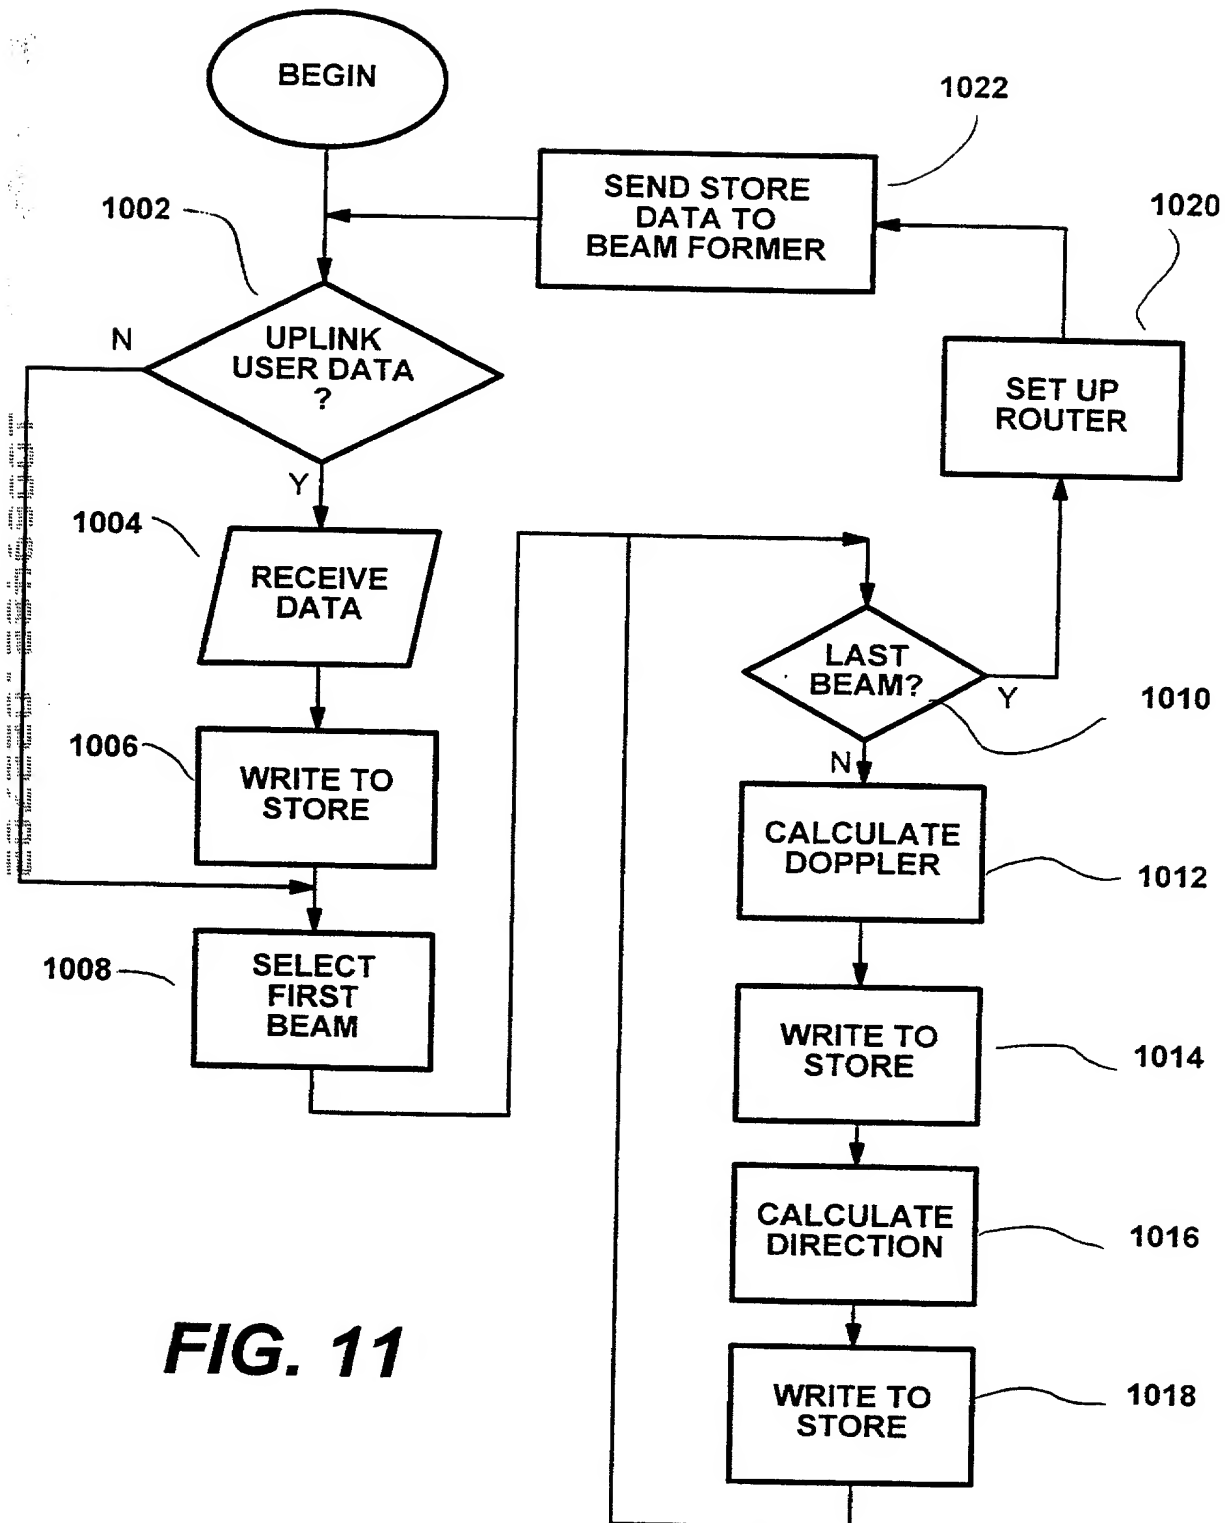 BEGIN
1022
SEND STORE
DATA TO
BEAM FORMER
1020
1002
N
UPLINK
USER DATA
?
SET UP
ROUTER
Y
1004
RECEIVE
DATA
LAST
BEAM?
Y
1010
1006
WRITE TO
STORE
N
CALCULATE
DOPPLER
1012
1008
SELECT
FIRST
BEAM
WRITE TO
STORE
1014
CALCULATE
DIRECTION
1016
FIG. 11
WRITE TO
STORE
1018